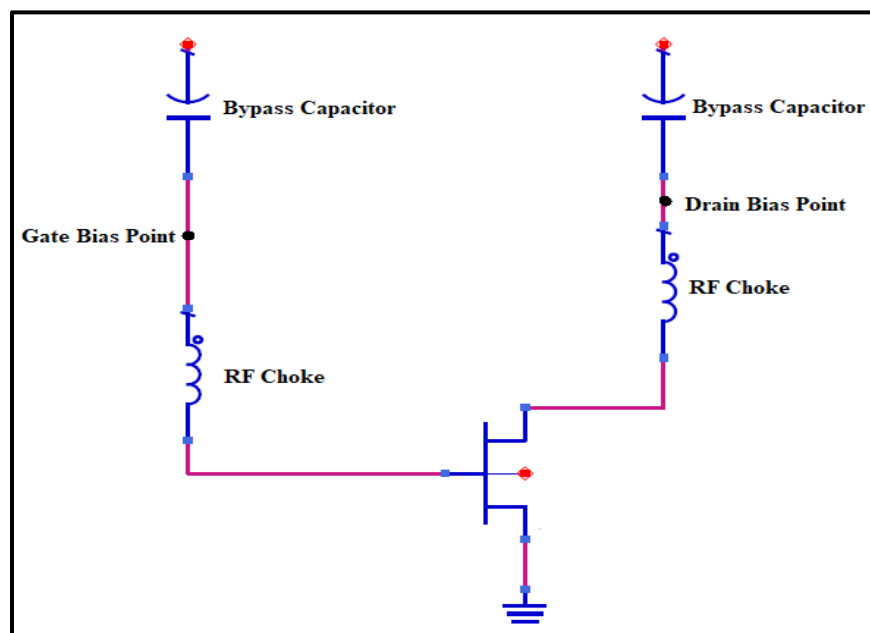 Bypass Capacitor
Bypass Capacitor
Drain Bias Point
Gate Bias Point
RF Choke
RF Choke